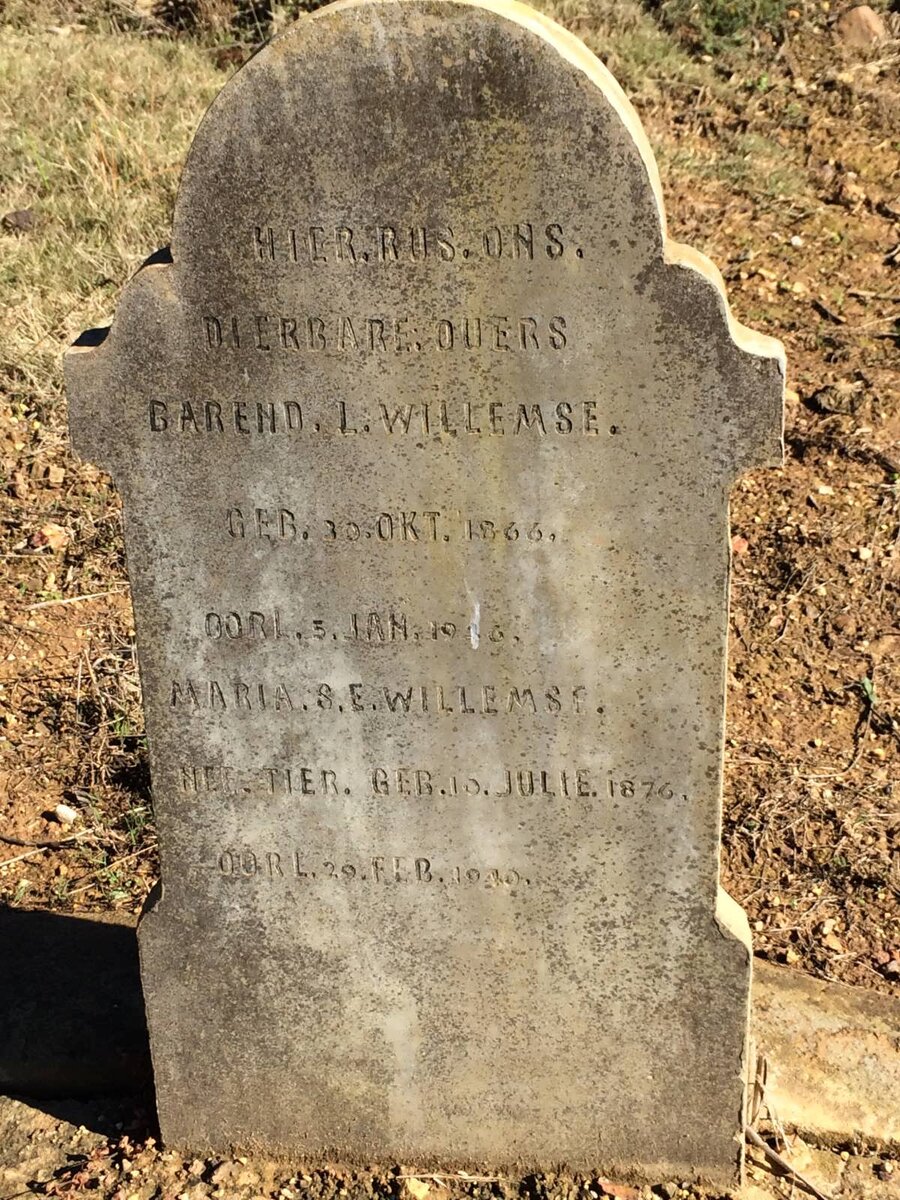 HIER. RUS. ONS.
DIERBARE. OUERS
BAREND. L. WILLEMSE.
GEB. 30. OKT. 1866.
OORL. 5. JAN.
MARIA. S. E. WILLEMSE.
NEE. TIER. GEB. 10. JULIE. 1876.
OORL. 29. FEB. 1940.